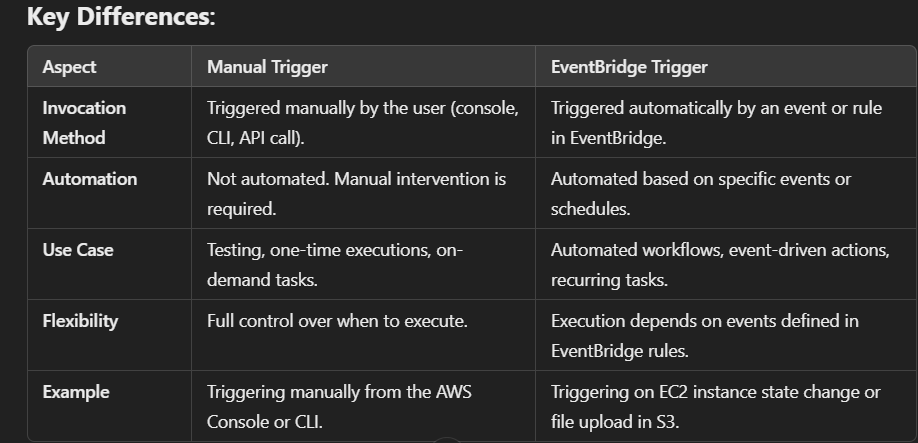 Key Differences:
Aspect Manual Trigger EventBridge Trigger
Invocation Triggered manually by the user (console, Triggered automatically by an event or rule
Method CLI, API call). in EventBridge.
Automation Not automated. Manual intervention is Automated based on specific events or
required. schedules.
Use Case Testing, one-time executions, on- Automated workflows, event-driven actions,
demand tasks. recurring tasks.
Flexibility Full control over when to execute. Execution depends on events defined in
EventBridge rules.
Example Triggering manually from the AWS Triggering on EC2 instance state change or
Console or CLI. file upload in S3.